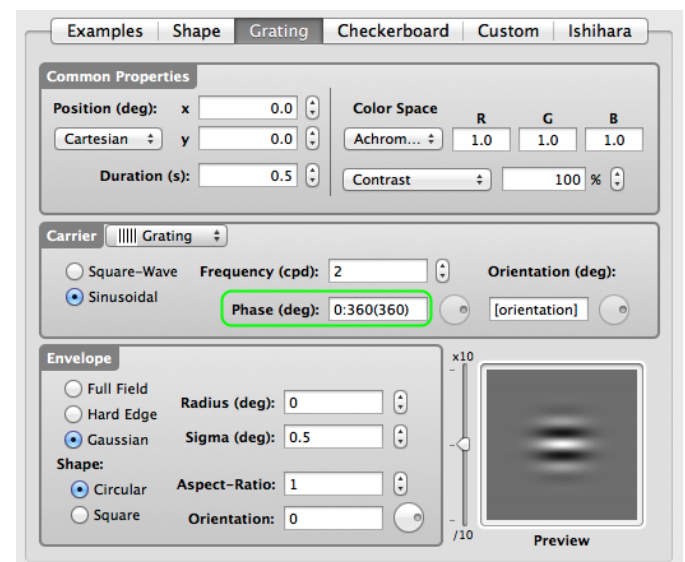 Examples Shape Grating Checkerboard Custom Ishihara
Common Properties
Position (deg): x 0.0 Color Space R G B
Cartesian y 0.0 Achrom... 1.0 1.0 1.0
Duration (s): 0.5 Contrast 100 %
Carrier Grating
Square-Wave Frequency (cpd): 2 Orientation (deg):
Sinusoidal Phase (deg): 0:360(360) [orientation]
Envelope x10
Full Field
Hard Edge Radius (deg): 0
Gaussian Sigma (deg): 0.5
Shape:
Circular Aspect-Ratio: 1
Square Orientation: 0
/10 Preview